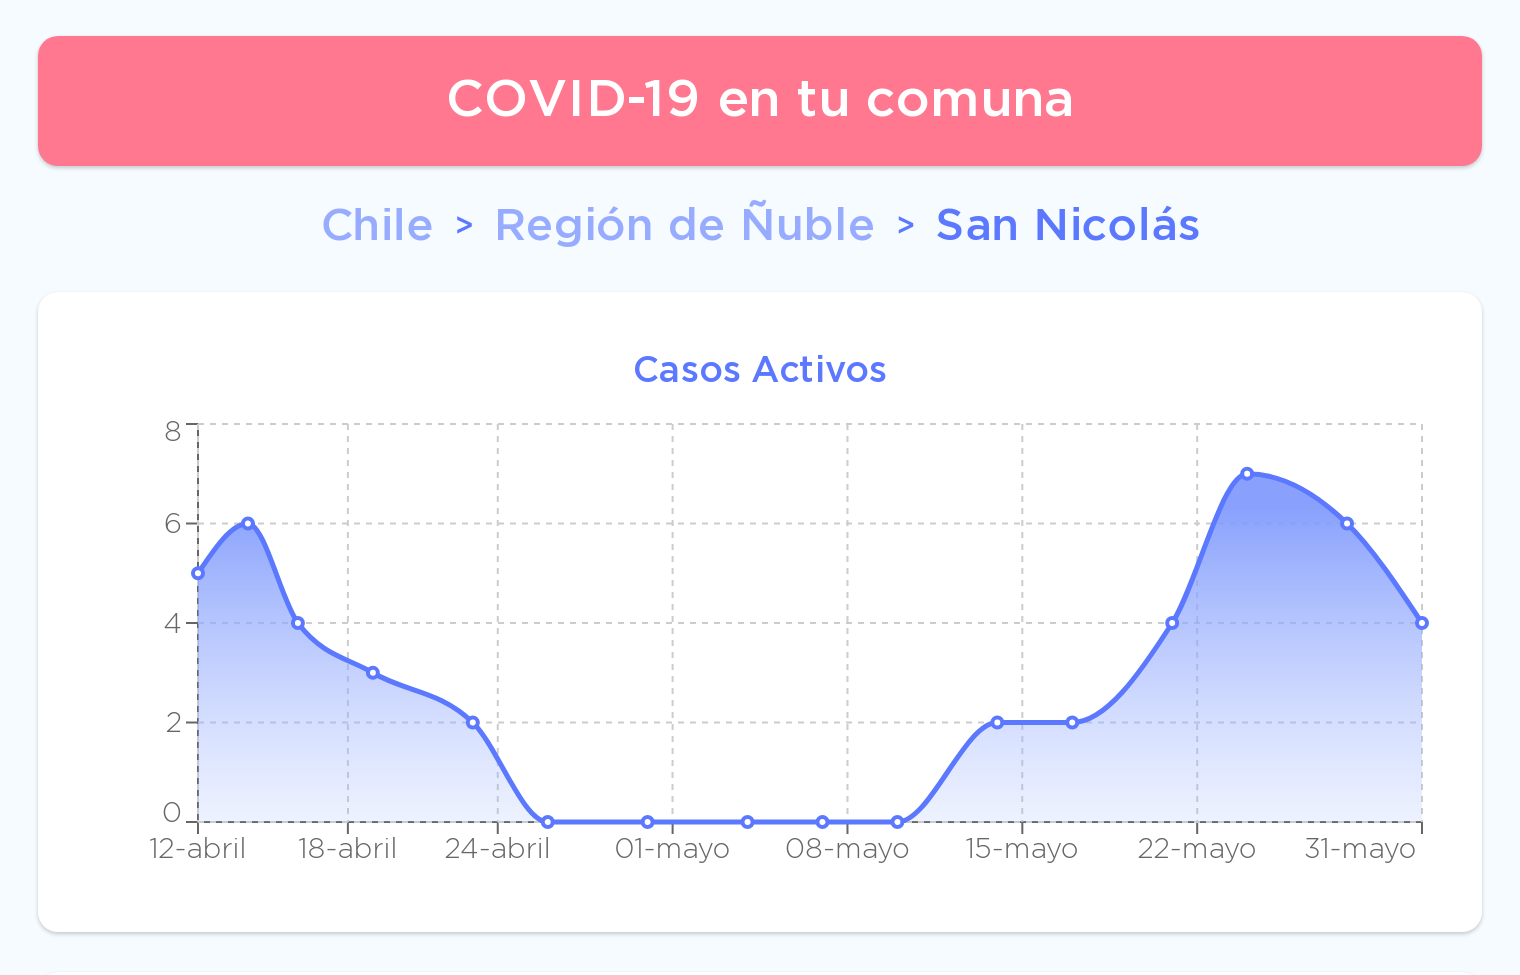 COVID-19 en tu comuna
Chile > Región de Ñuble > San Nicolás
Casos Activos
8
6
4
2
0
12-abril 18-abril 24-abril 01-mayo 08-mayo 15-mayo 22-mayo 31-mayo